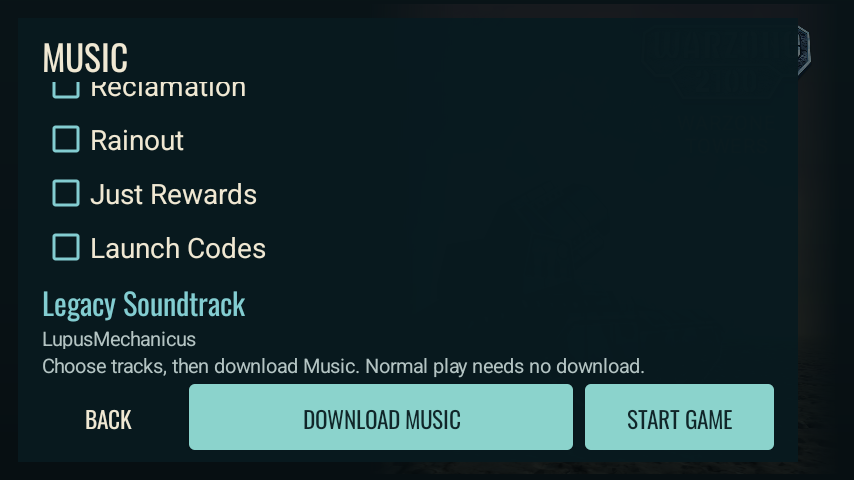 MUSIC
Reclamation
Rainout
Just Rewards
Launch Codes
Legacy Soundtrack
LupusMechanicus
Choose tracks, then download Music. Normal play needs no download.
BACK
DOWNLOAD MUSIC
START GAME